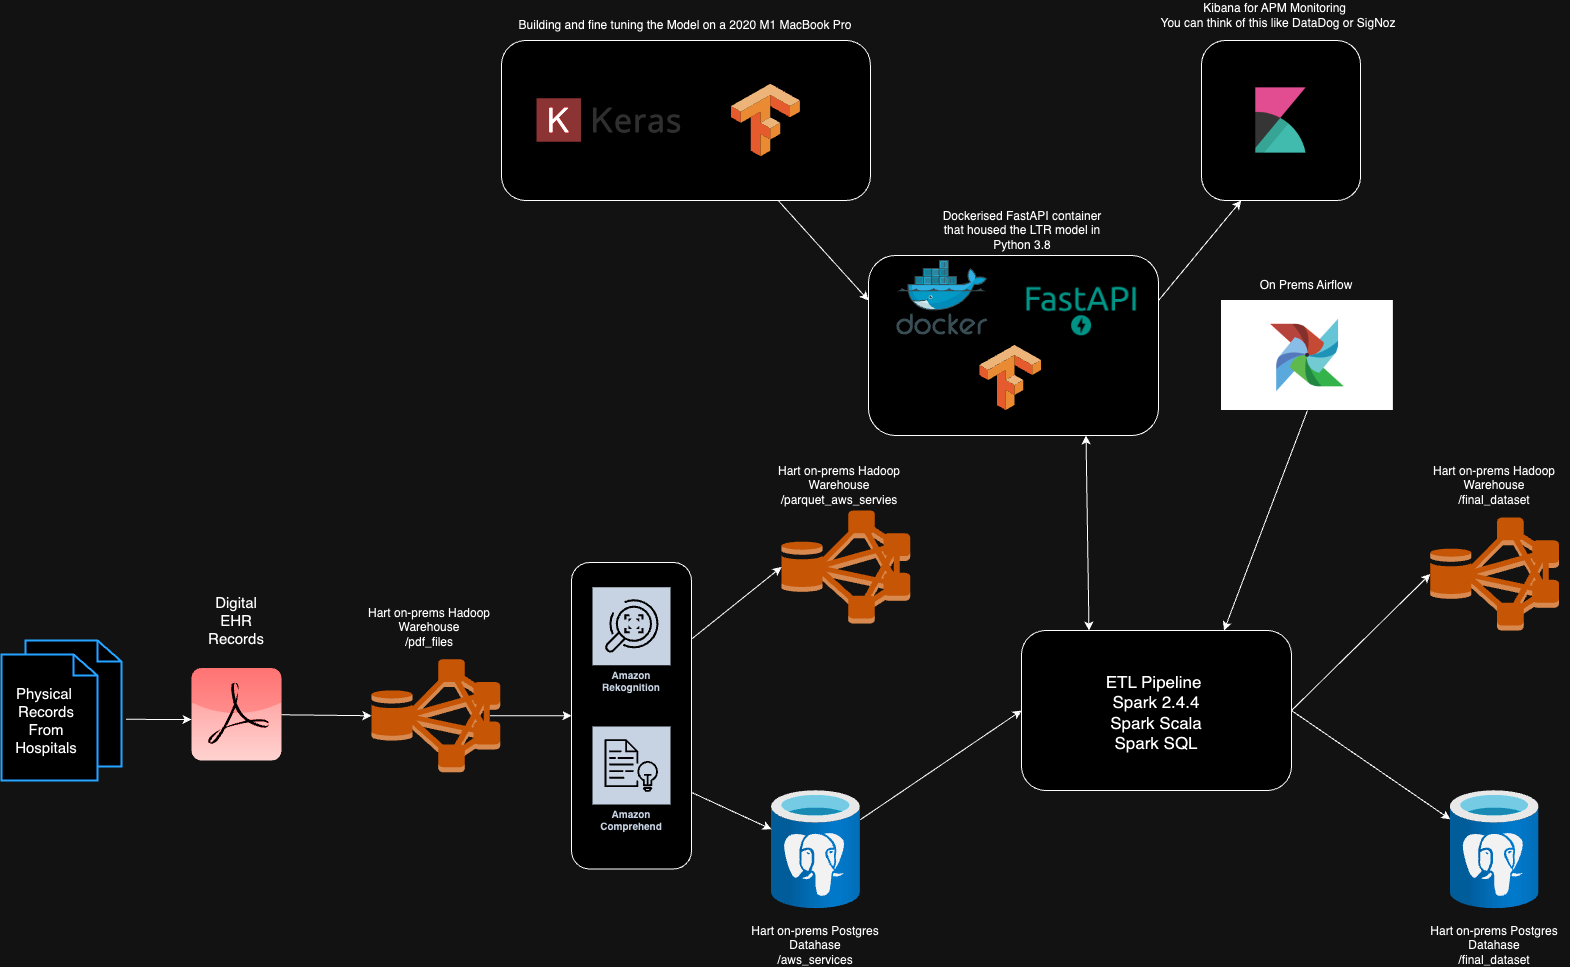 Building and fine tuning the Model on a 2020 M1 MacBook Pro
K Keras
Kibana for APM Monitoring
You can think of this like DataDog or SigNoz
Dockerised FastAPI container
that housed the LTR model in
Python 3.8
docker
FastAPI
On Prems Airflow
Hart on-prems Hadoop
Warehouse
/parquet_aws_servies
Hart on-prems Hadoop
Warehouse
/final_dataset
Digital
EHR
Records
Hart on-prems Hadoop
Warehouse
/pdf_files
Physical
Records
From
Hospitals
Amazon
Rekognition
Amazon
Comprehend
ETL Pipeline
Spark 2.4.4
Spark Scala
Spark SQL
Hart on-prems Postgres
Datahase
/aws_services
Hart on-prems Postgres
Datahase
/final_dataset